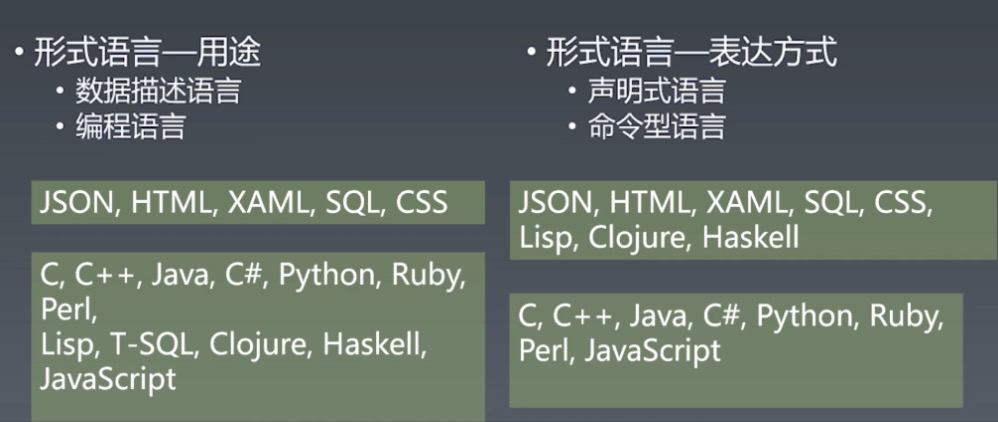 • 形式语言—用途
• 数据描述语言
• 编程语言
JSON, HTML, XAML, SQL, CSS
C, C++, Java, C#, Python, Ruby,
Perl,
Lisp, T-SQL, Clojure, Haskell,
JavaScript
• 形式语言—表达方式
• 声明式语言
• 命令型语言
JSON, HTML, XAML, SQL, CSS,
Lisp, Clojure, Haskell
C, C++, Java, C#, Python, Ruby,
Perl, JavaScript